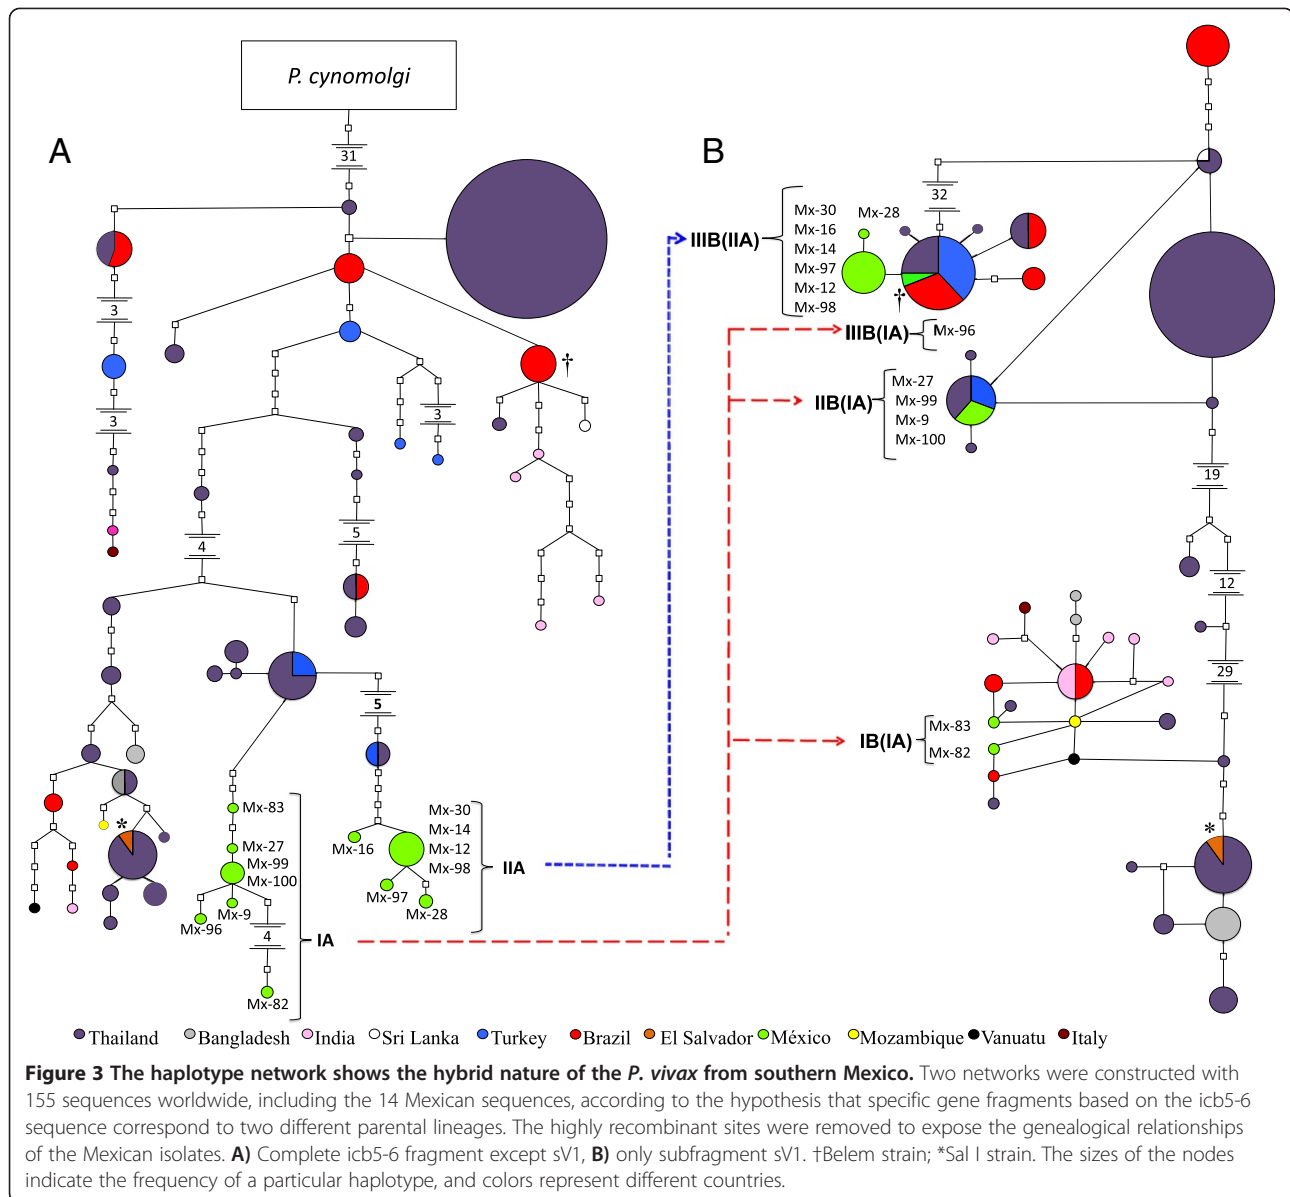 P. cynomolgi
A
B
31
3
3
4
5
3
5
4
*
†
Mx-83
Mx-27
Mx-99
Mx-100
Mx-9
Mx-96
Mx-82
IA
Mx-16
Mx-30
Mx-14
Mx-12
Mx-98
Mx-97
Mx-28
IIA
IIIB(IIA)
Mx-30
Mx-16
Mx-14
Mx-97
Mx-12
Mx-98
Mx-28
32
†
IIIB(IA)
Mx-96
IIB(IA)
Mx-27
Mx-99
Mx-9
Mx-100
19
12
29
IB(IA)
Mx-83
Mx-82
*
Thailand Bangladesh India Sri Lanka Turkey Brazil El Salvador México Mozambique Vanuatu Italy
Figure 3 The haplotype network shows the hybrid nature of the P. vivax from southern Mexico. Two networks were constructed with
155 sequences worldwide, including the 14 Mexican sequences, according to the hypothesis that specific gene fragments based on the icb5-6
sequence correspond to two different parental lineages. The highly recombinant sites were removed to expose the genealogical relationships
of the Mexican isolates. A) Complete icb5-6 fragment except sV1, B) only subfragment sV1. †Belem strain; *Sal I strain. The sizes of the nodes
indicate the frequency of a particular haplotype, and colors represent different countries.